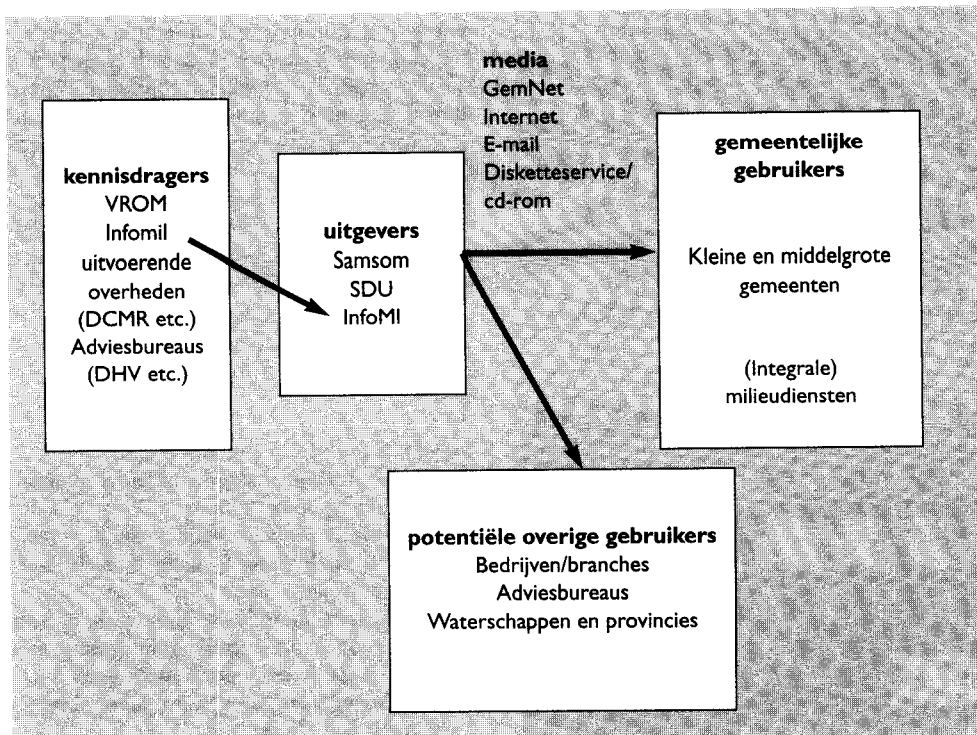 kennisdragers
VROM
Infomil
uitvoerende
overheden
(DCMR etc.)
Adviesbureaus
(DHV etc.)
uitgevers
Samsom
SDU
InfoMI
media
GemNet
Internet
E-mail
Disketteservice/
cd-rom
gemeentelijke
gebruikers
Kleine en middelgrote
gemeenten
(Integrale)
milieudiensten
potentiële overige gebruikers
Bedrijven/branches
Adviesbureaus
Waterschappen en provincies